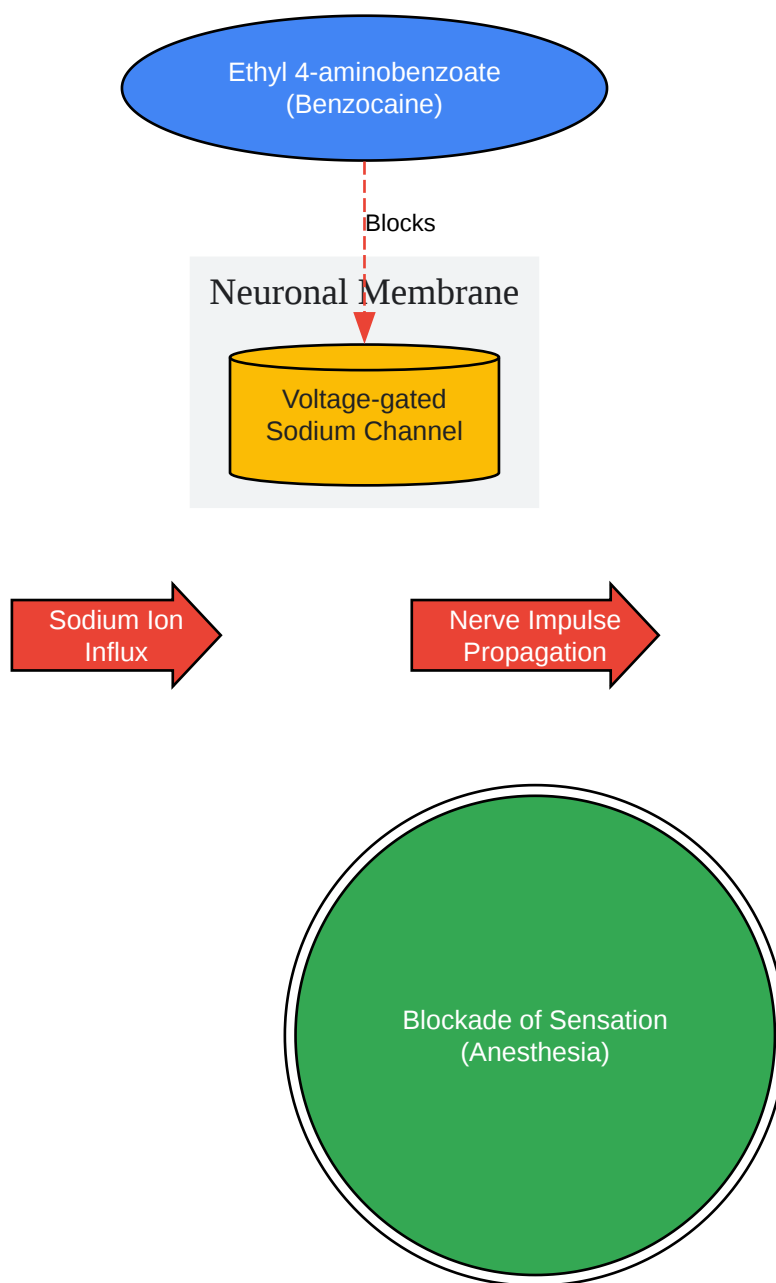 Ethyl 4-aminobenzoate
(Benzocaine)
Blocks
Neuronal Membrane
Voltage-gated
Sodium Channel
Sodium Ion
Influx
Nerve Impulse
Propagation
Blockade of Sensation
(Anesthesia)